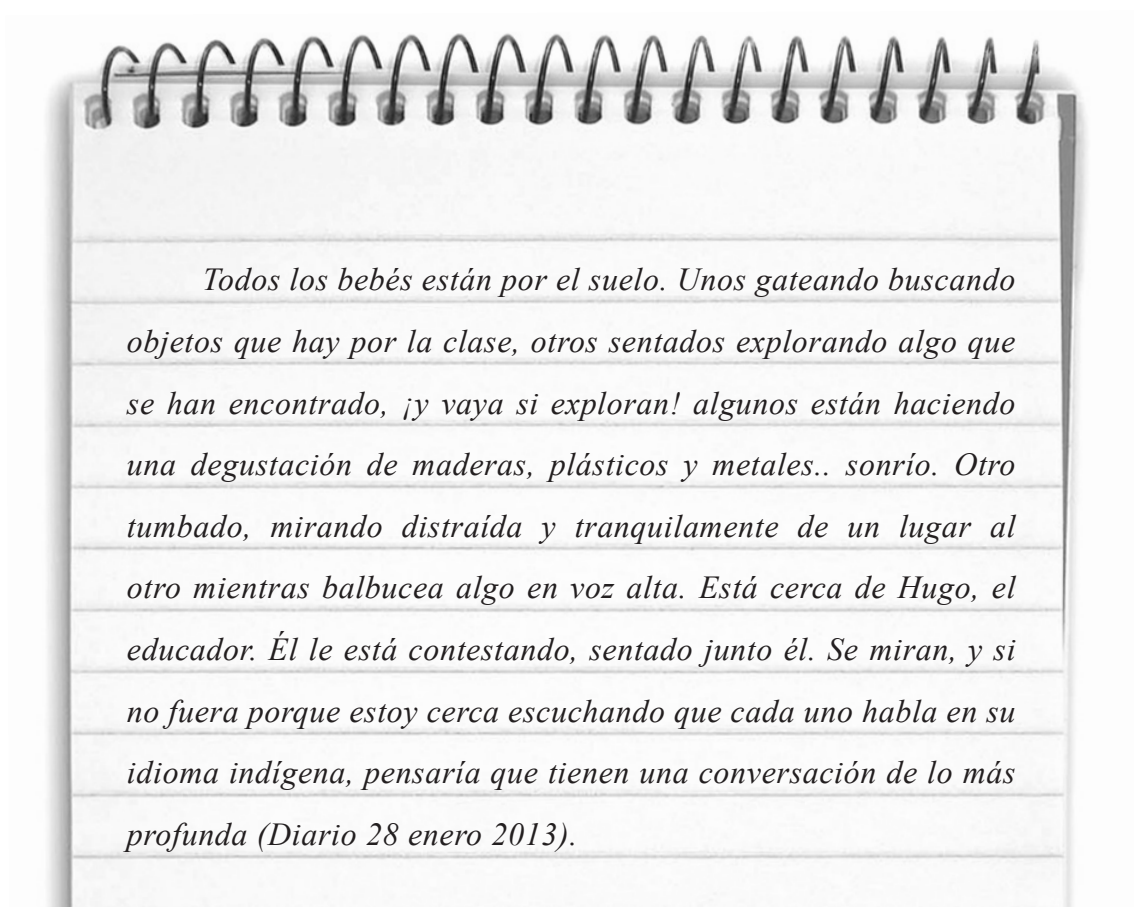 Todos los bebés están por el suelo. Unos gateando buscando
objetos que hay por la clase, otros sentados explorando algo que
se han encontrado, ¡y vaya si exploran! algunos están haciendo
una degustación de maderas, plásticos y metales.. sonrío. Otro
tumbado, mirando distraída y tranquilamente de un lugar al
otro mientras balbucea algo en voz alta. Está cerca de Hugo, el
educador. Él le está contestando, sentado junto él. Se miran, y si
no fuera porque estoy cerca escuchando que cada uno habla en su
idioma indígena, pensaría que tienen una conversación de lo más
profunda (Diario 28 enero 2013).